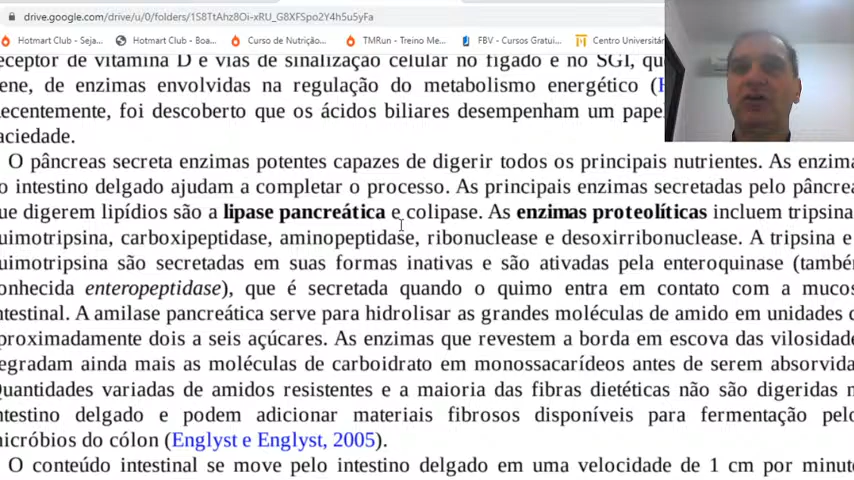 drive.google.com/drive/u/0/folders/1S8TtAhz8Oi-xRU_G8XFSpo2Y4h5u5yFa
Hotmart Club - Seja... Hotmart Club - Boa... Curso de Nutrição... TMRun - Treino Me... FBV - Cursos Gratui... Centro Universitár
eceptor de vitamina D e vias de sinalização celular no fígado e no SGI, qu
ene, de enzimas envolvidas na regulação do metabolismo energético (H
ecentemente, foi descoberto que os ácidos biliares desempenham um pape
aciedade.
O pâncreas secreta enzimas potentes capazes de digerir todos os principais nutrientes. As enzima
o intestino delgado ajudam a completar o processo. As principais enzimas secretadas pelo pâncrea
ue digerem lipídios são a lipase pancreática e colipase. As enzimas proteolíticas incluem tripsina
uimotripsina, carboxipeptidase, aminopeptidase, ribonuclease e desoxirribonuclease. A tripsina e
uimotripsina são secretadas em suas formas inativas e são ativadas pela enteroquinase (també
onhecida enteropeptidase), que é secretada quando o quimo entra em contato com a mucos
ntestinal. A amilase pancreática serve para hidrolisar as grandes moléculas de amido em unidades d
proximadamente dois a seis açúcares. As enzimas que revestem a borda em escova das vilosidade
egradam ainda mais as moléculas de carboidrato em monossacarídeos antes de serem absorvida
Quantidades variadas de amidos resistentes e a maioria das fibras dietéticas não são digeridas n
ntestino delgado e podem adicionar materiais fibrosos disponíveis para fermentação pelo
micróbios do cólon (Englyst e Englyst, 2005).
O conteúdo intestinal se move pelo intestino delgado em uma velocidade de 1 cm por minuto